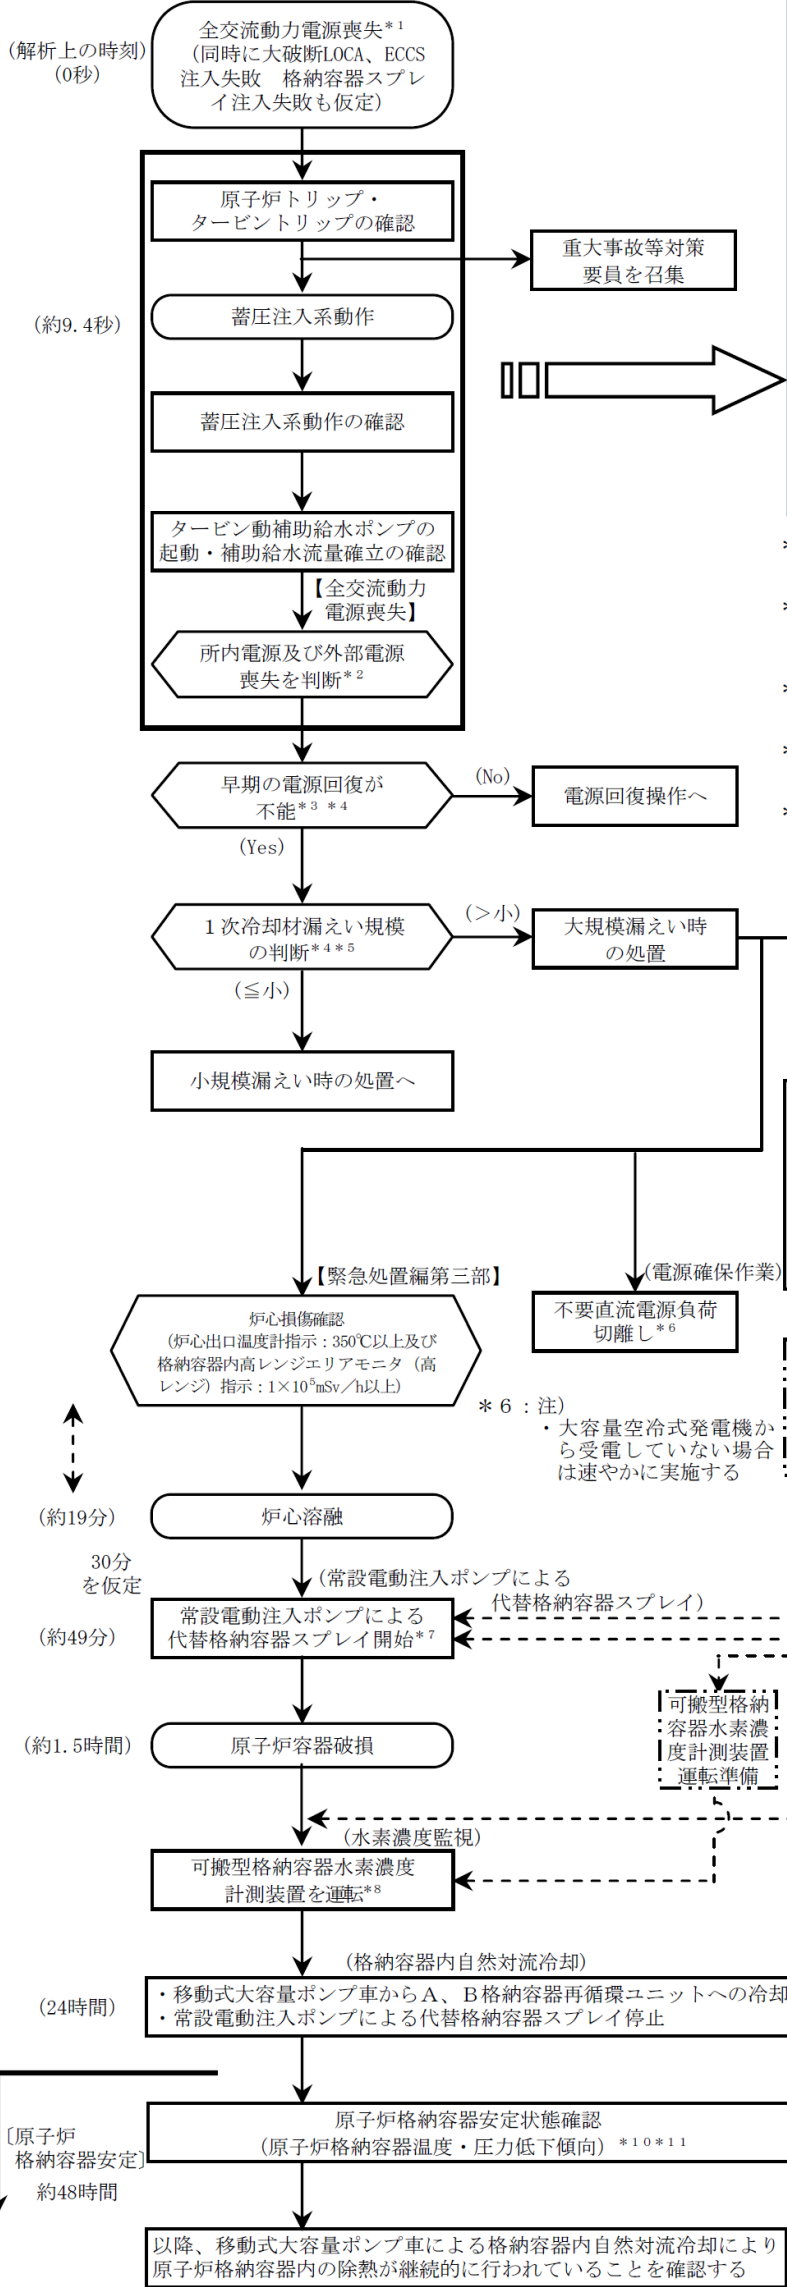 全交流動力電源喪失*1
(同時に大破断LOCA、ECCS
注入失敗 格納容器スプレ
イ注入失敗も仮定)
(解析上の時刻)
(0秒)
原子炉トリップ・
タービントリップの確認
重大事故等対策
要員を召集
(約9.4秒)
蓄圧注入系動作
蓄圧注入系動作の確認
タービン動補助給水ポンプの
起動・補助給水流量確立の確認
【全交流動力
電源喪失】
所内電源及び外部電源
喪失を判断*2
早期の電源回復が
不能*3 *4
(No)
電源回復操作へ
(Yes)
1次冷却材漏えい規模
の判断*4*5
(>小)
大規模漏えい時
の処置
(≦小)
小規模漏えい時の処置へ
【緊急処置編第三部】
(電源確保作業)
炉心損傷確認
(炉心出口温度計指示:350℃以上及び
格納容器内高レンジエリアモニタ(高
レンジ)指示:1×10⁵mSv/h以上)
不要直流電源負荷
切離し*6
*6:注)
・大容量空冷式発電機か
ら受電していない場合
は速やかに実施する
(約19分)
炉心溶融
30分
を仮定
(常設電動注入ポンプによる
代替格納容器スプレイ)
(約49分)
常設電動注入ポンプによる
代替格納容器スプレイ開始*7
可搬型格納
容器水素濃
度計測装置
運転準備
(約1.5時間)
原子炉容器破損
(水素濃度監視)
可搬型格納容器水素濃度
計測装置を運転*8
(格納容器内自然対流冷却)
(24時間)
・移動式大容量ポンプ車からA、B格納容器再循環ユニットへの冷却
・常設電動注入ポンプによる代替格納容器スプレイ停止
〔原子炉
格納容器安定〕
約48時間
原子炉格納容器安定状態確認
(原子炉格納容器温度・圧力低下傾向)*10*11
以降、移動式大容量ポンプ車による格納容器内自然対流冷却により
原子炉格納容器内の除熱が継続的に行われていることを確認する